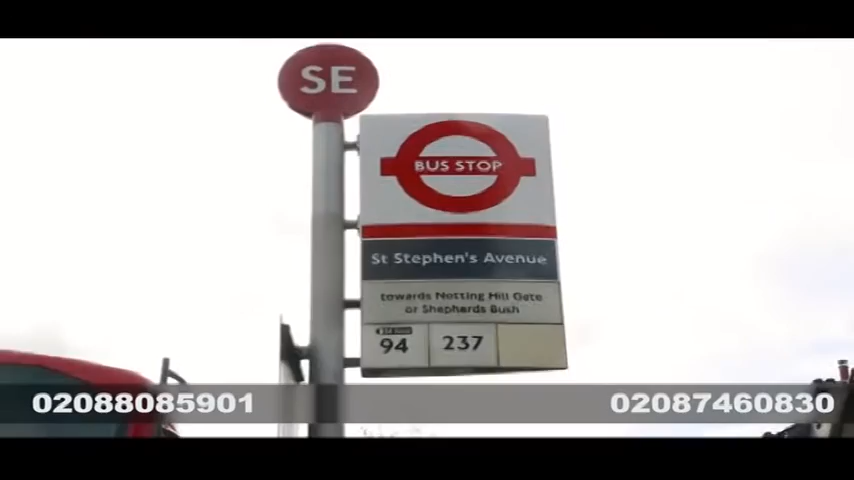 SE
BUS STOP
St Stephen's Avenue
towards Notting Hill Gate
or Shepherds Bush
94 237
02088085901 02087460830